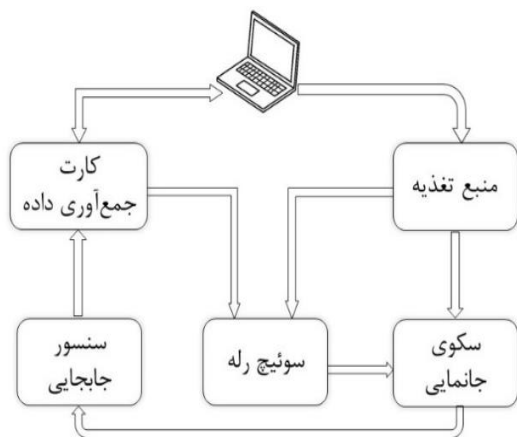 کارت
جمع‌آوری داده
منبع تغذیه
سنسور
جابجایی
سوئیچ رله
سکوی
جانمایی